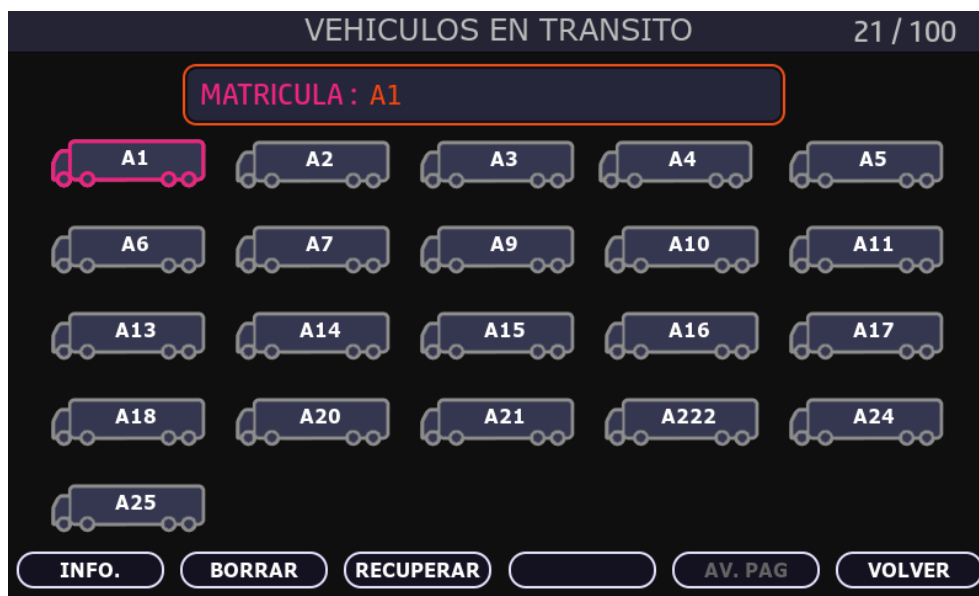 VEHICULOS EN TRANSITO 21 / 100
MATRICULA : A1
A1 A2 A3 A4 A5
A6 A7 A9 A10 A11
A13 A14 A15 A16 A17
A18 A20 A21 A222 A24
A25
INFO. BORRAR RECUPERAR AV. PAG VOLVER